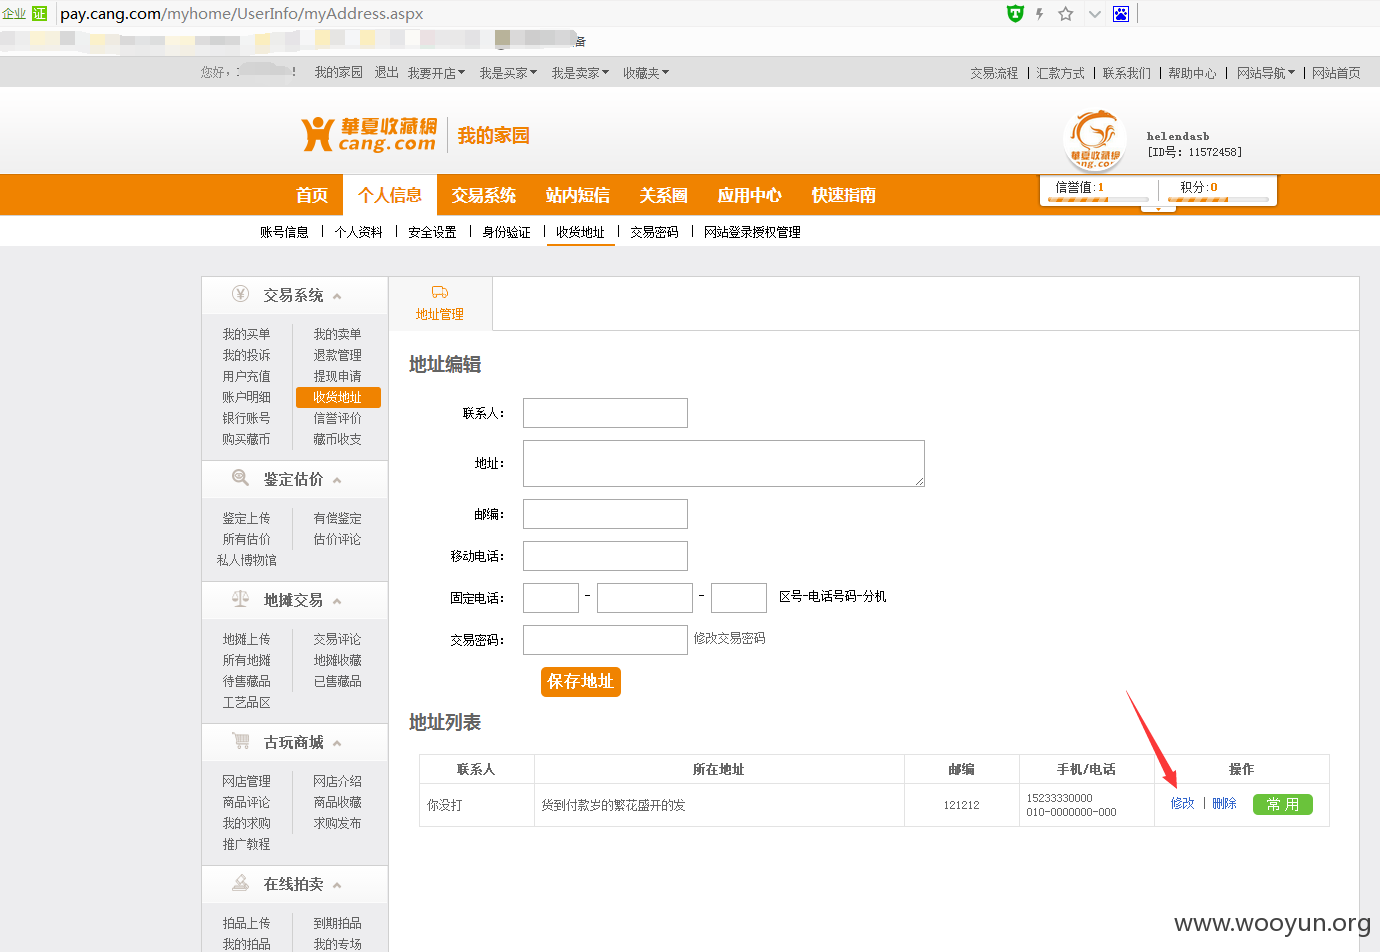 企业 证 pay.cang.com/myhome/UserInfo/myAddress.aspx
备
您好， ! 我的家园 退出 我要开店 我是买家 我是卖家 收藏夹 交易流程 | 汇款方式 | 联系我们 | 帮助中心 | 网站导航 | 网站首页
華夏收藏網
cang.com
我的家园
華夏收藏網
helendasb
[ID号: 11572458]
首页 个人信息 交易系统 站内短信 关系圈 应用中心 快速指南
信誉值:1 积分:0
账号信息 | 个人资料 | 安全设置 | 身份验证 | 收货地址 | 交易密码 | 网站登录授权管理
交易系统
我的买单 我的卖单
我的投诉 退款管理
用户充值 提现申请
账户明细 收货地址
银行账号 信誉评价
购买藏币 藏币收支
鉴定估价
鉴定上传 有偿鉴定
所有估价 估价评论
私人博物馆
地摊交易
地摊上传 交易评论
所有地摊 地摊收藏
待售藏品 已售藏品
工艺品区
古玩商城
网店管理 网店介绍
商品评论 商品收藏
我的求购 求购发布
推广教程
在线拍卖
拍品上传 到期拍品
我的拍品 我的专场
地址管理
地址编辑
联系人:
地址:
邮编:
移动电话:
固定电话: - - 区号-电话号码-分机
交易密码: 修改交易密码
保存地址
地址列表
联系人 所在地址 邮编 手机/电话 操作
你没打 货到付款岁的繁花盛开的发 121212 15233330000 修改 | 删除 常 用
010-0000000-000
www.wooyun.org